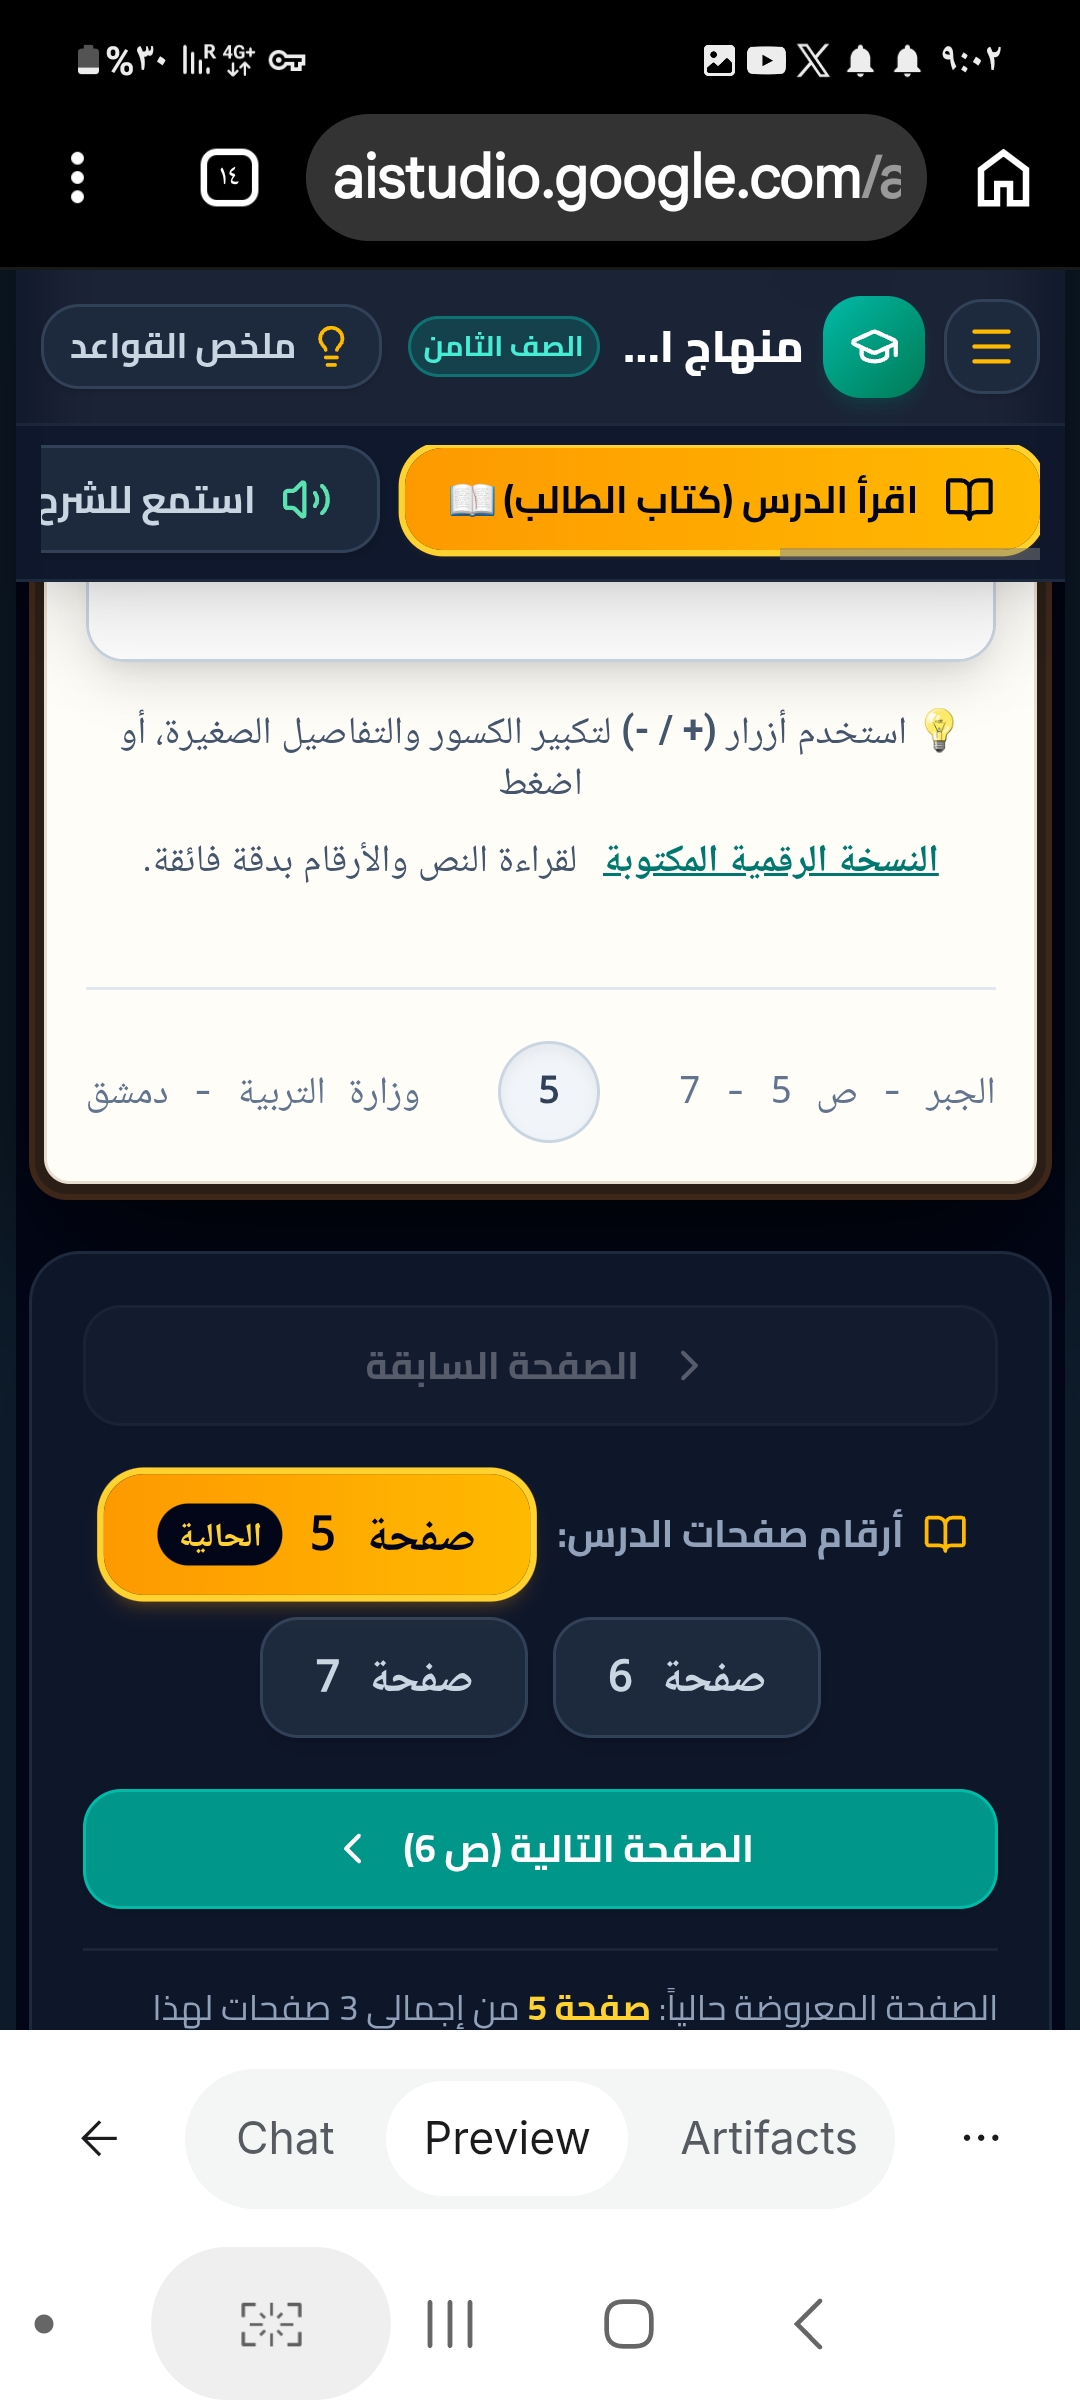 ٩:٠٢
4G+
R
%٣٠
aistudio.google.com/a
١٤
منهاج ا...
الصف الثامن
ملخص القواعد
اقرأ الدرس (كتاب الطالب) 📖
استمع للشرح
💡 استخدم أزرار (+ / -) لتكبير الكسور والتفاصيل الصغيرة، أو
اضغط
النسخة الرقمية المكتوبة لقراءة النص والأرقام بدقة فائقة.
الجبر - ص 5 - 7
5
وزارة التربية - دمشق
الصفحة السابقة
أرقام صفحات الدرس:
صفحة 5 الحالية
صفحة 6
صفحة 7
الصفحة التالية (ص 6)
الصفحة المعروضة حالياً: صفحة 5 من إجمالي 3 صفحات لهذا
Chat
Preview
Artifacts